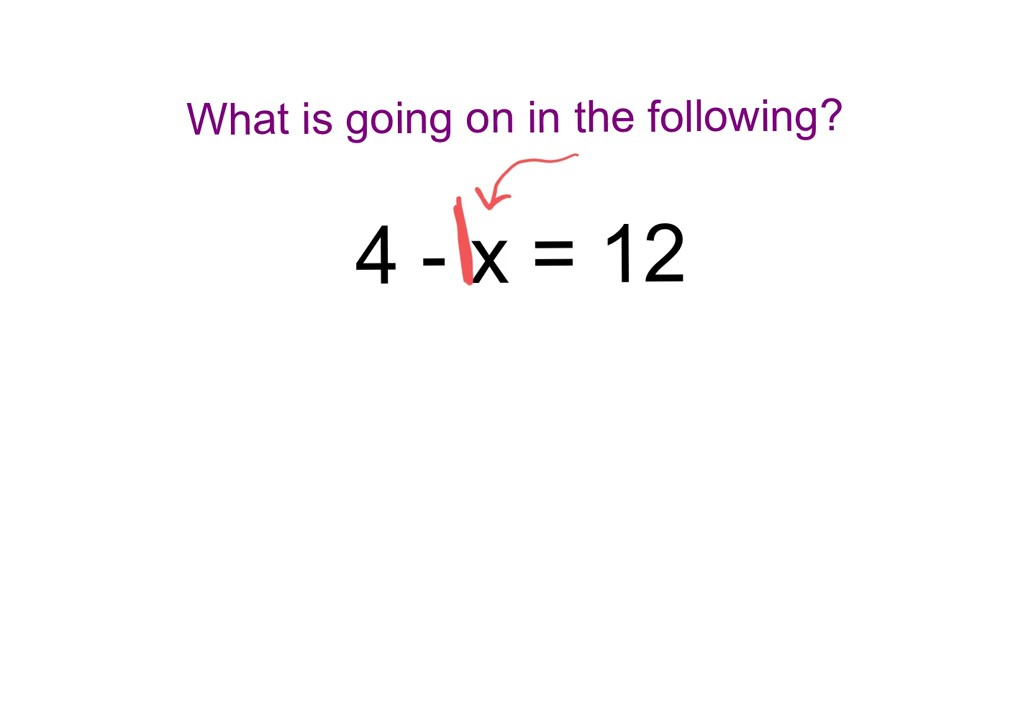 What is going on in the following?
4 - 1x = 12